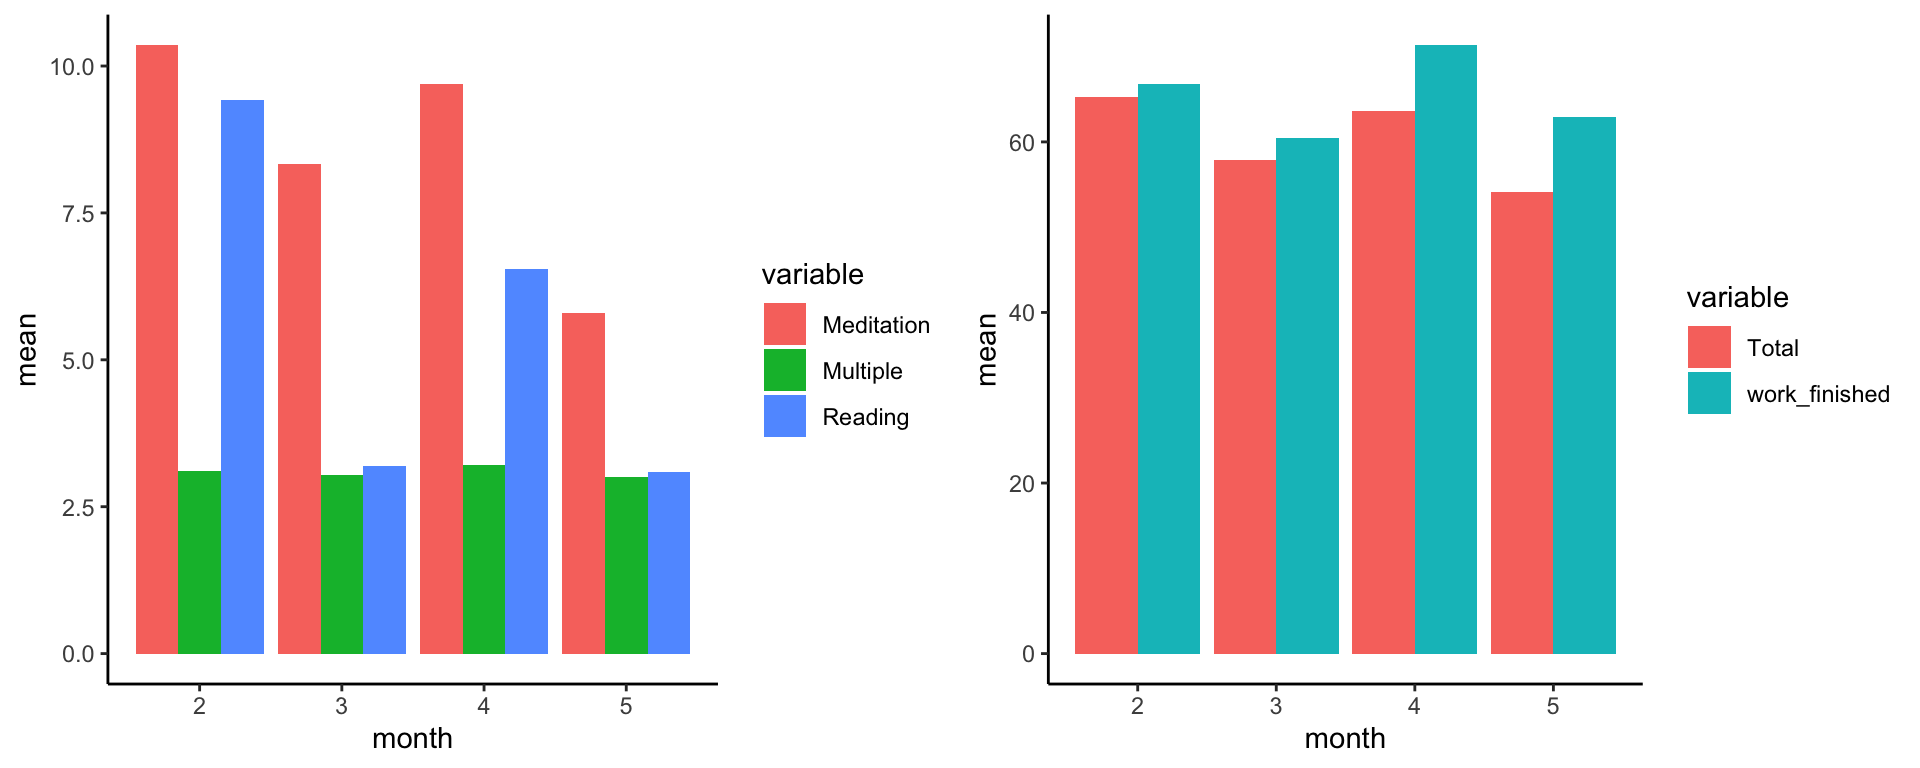 10.0
7.5
5.0
2.5
0.0
mean
2 3 4 5
month
variable
Meditation
Multiple
Reading
60
40
20
0
mean
2 3 4 5
month
variable
Total
work_finished